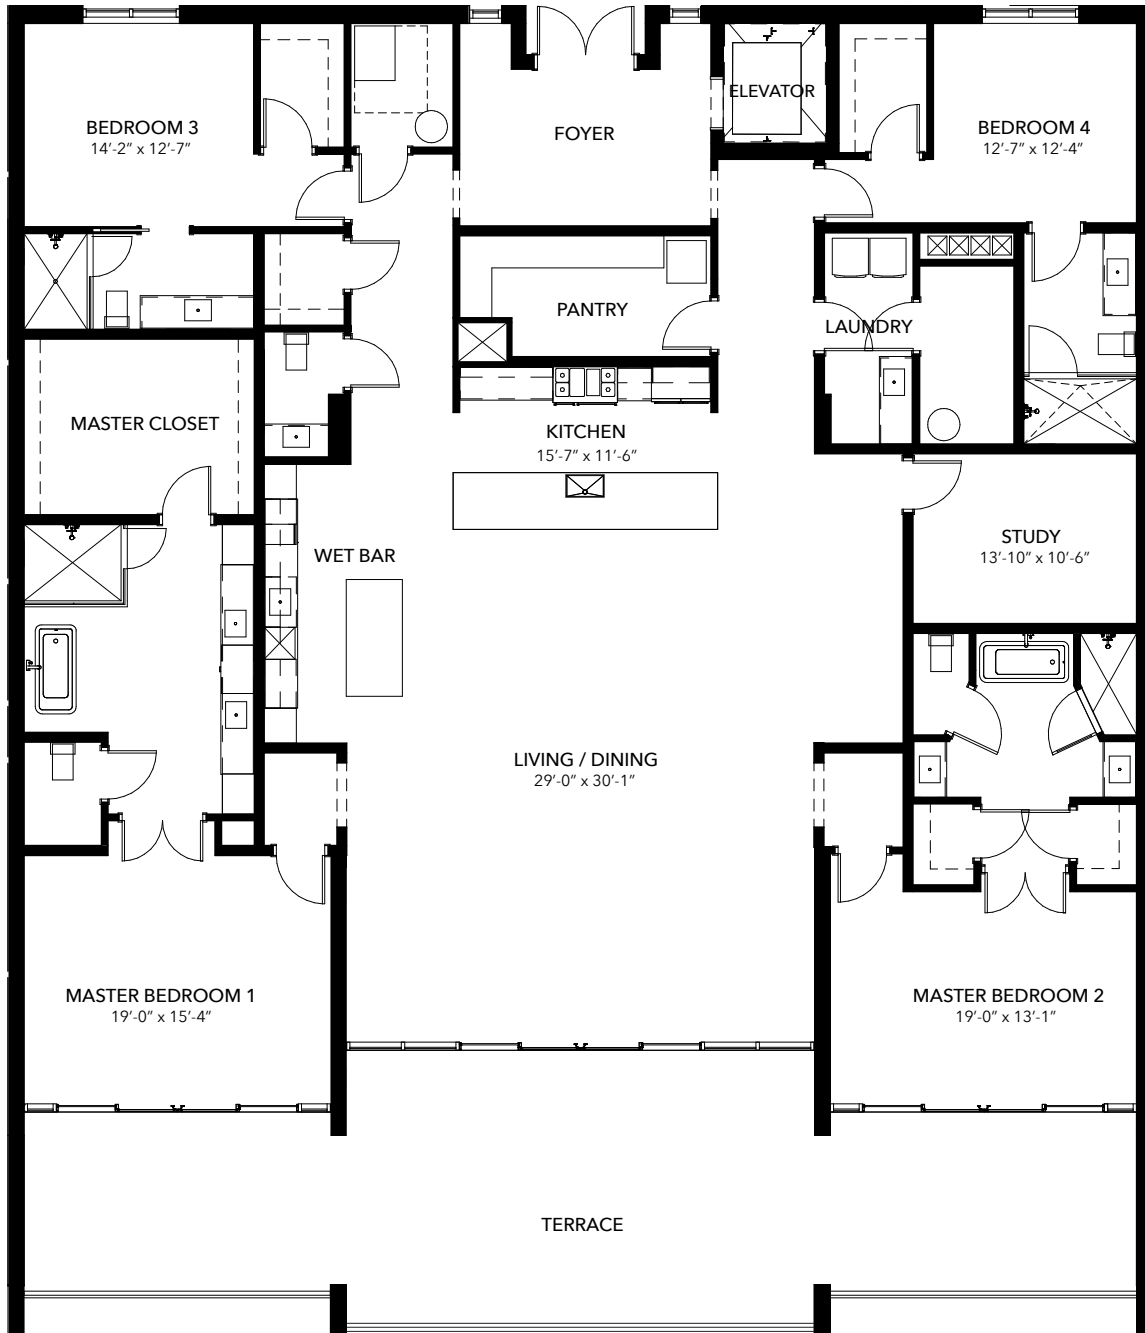 ELEVATOR
BEDROOM 3
14'-2" x 12'-7"
FOYER
BEDROOM 4
12'-7" x 12'-4"
PANTRY
LAUNDRY
MASTER CLOSET
KITCHEN
15'-7" x 11'-6"
WET BAR
STUDY
13'-10" x 10'-6"
LIVING / DINING
29'-0" x 30'-1"
MASTER BEDROOM 1
19'-0" x 15'-4"
MASTER BEDROOM 2
19'-0" x 13'-1"
TERRACE